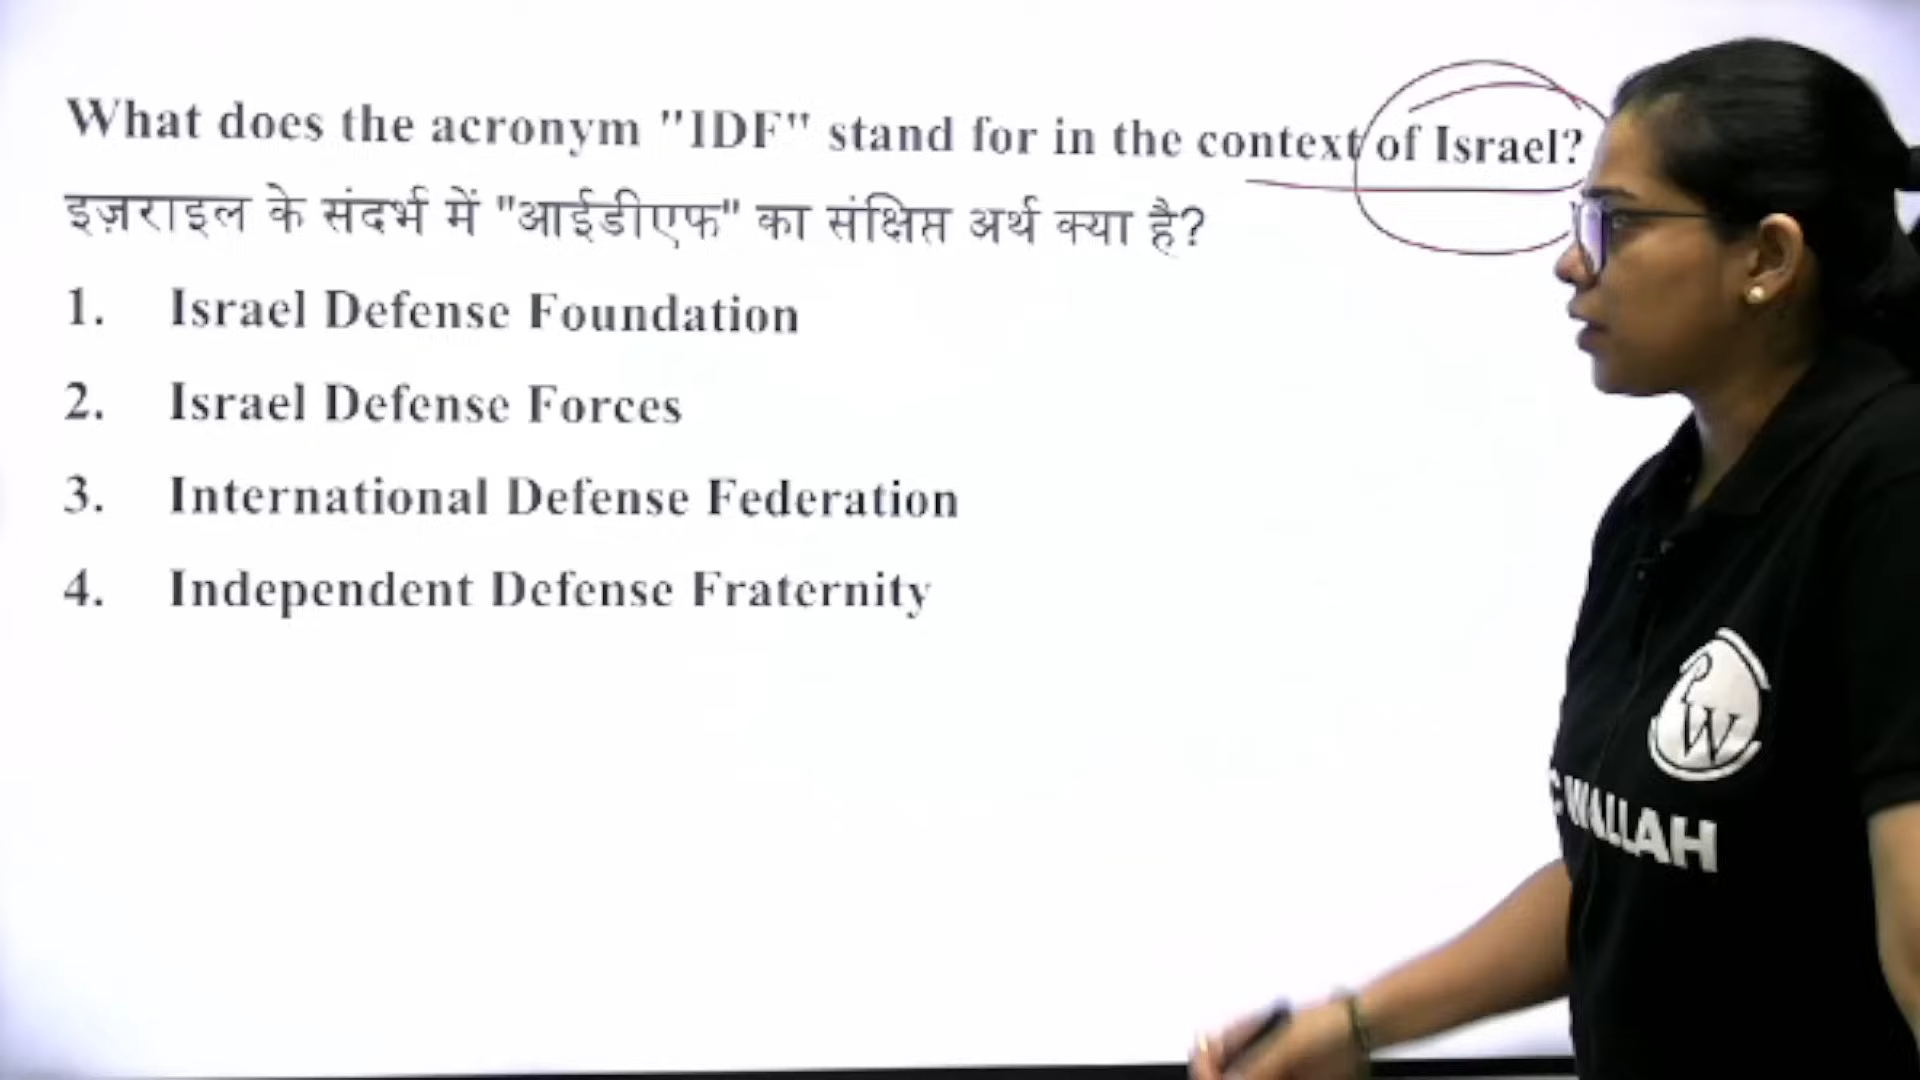 What does the acronym "IDF" stand for in the context of Israel?
इज़राइल के संदर्भ में "आईडीएफ" का संक्षिप्त अर्थ क्या है?
1. Israel Defense Foundation
2. Israel Defense Forces
3. International Defense Federation
4. Independent Defense Fraternity
PW
C WALLAH